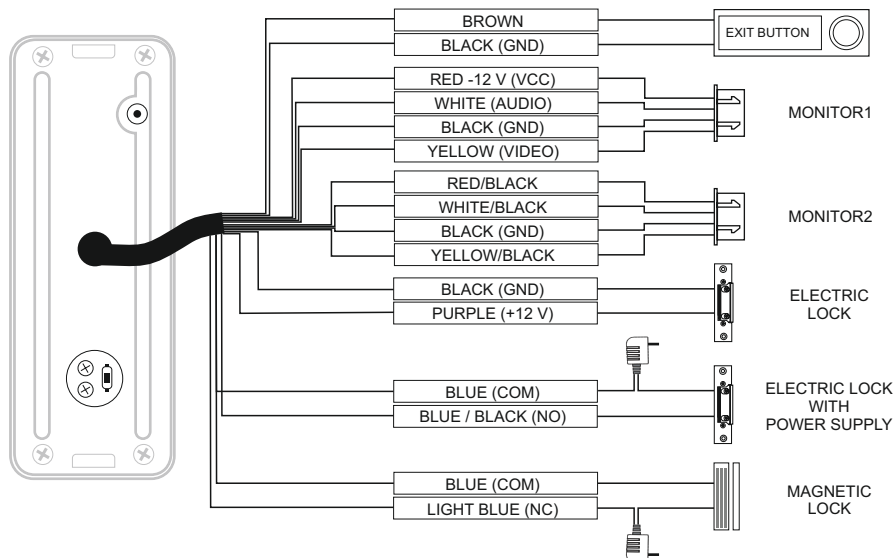 BROWN
EXIT BUTTON
BLACK (GND)
RED -12 V (VCC)
WHITE (AUDIO)
MONITOR1
BLACK (GND)
YELLOW (VIDEO)
RED/BLACK
WHITE/BLACK
MONITOR2
BLACK (GND)
YELLOW/BLACK
BLACK (GND)
PURPLE (+12 V)
ELECTRIC
LOCK
BLUE (COM)
BLUE / BLACK (NO)
ELECTRIC LOCK
WITH
POWER SUPPLY
BLUE (COM)
LIGHT BLUE (NC)
MAGNETIC
LOCK